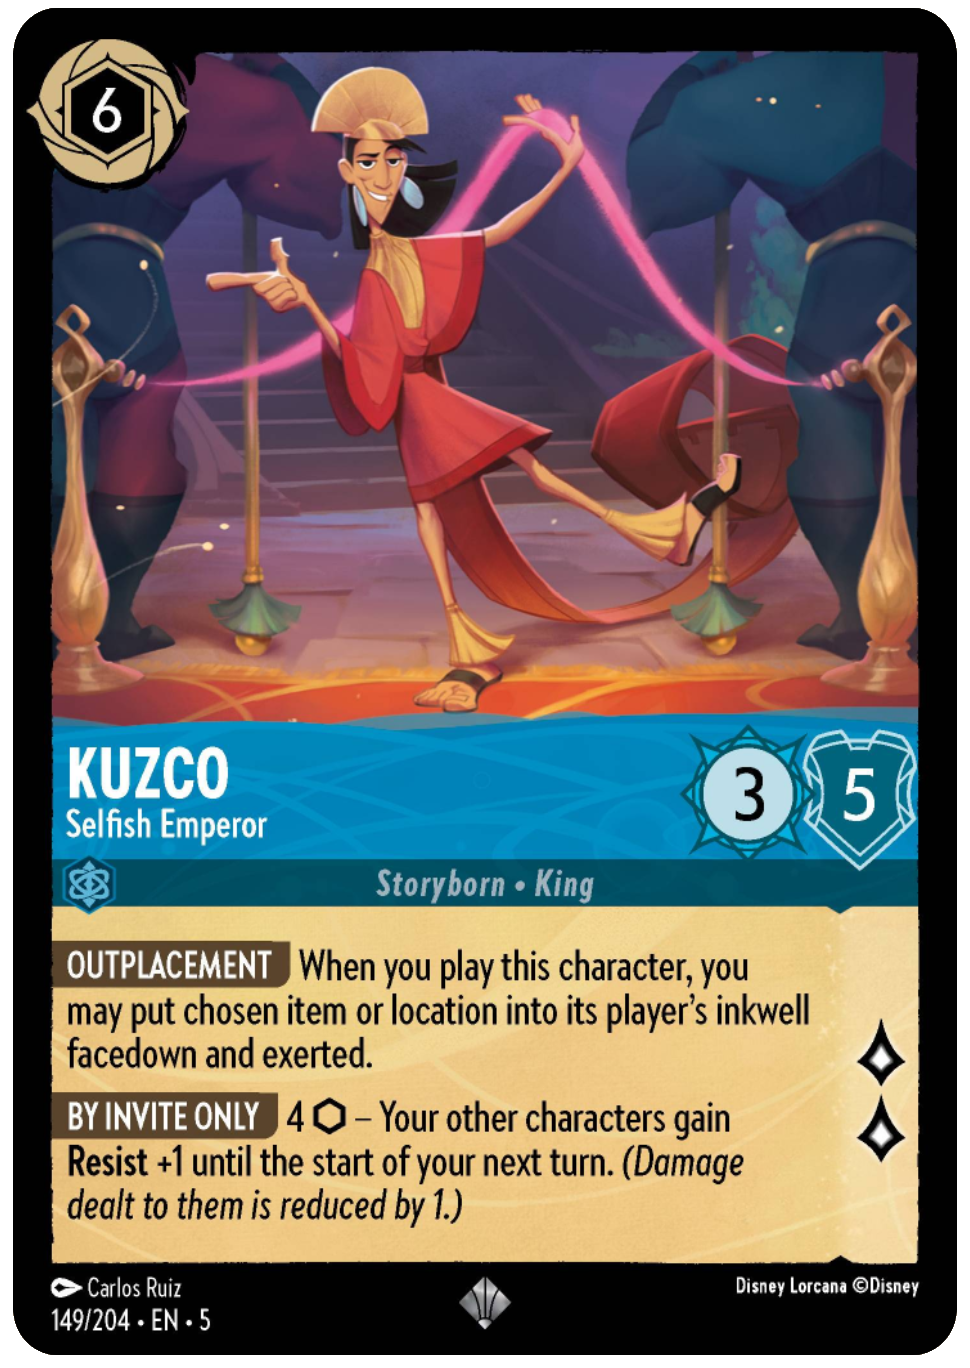 6
KUZCO
Selfish Emperor
3
5
Storyborn • King
OUTPLACEMENT When you play this character, you
may put chosen item or location into its player's inkwell
facedown and exerted.
BY INVITE ONLY 4 ⬡ – Your other characters gain
Resist +1 until the start of your next turn. (Damage
dealt to them is reduced by 1.)
Carlos Ruiz
Disney Lorcana ©Disney
149/204 • EN • 5